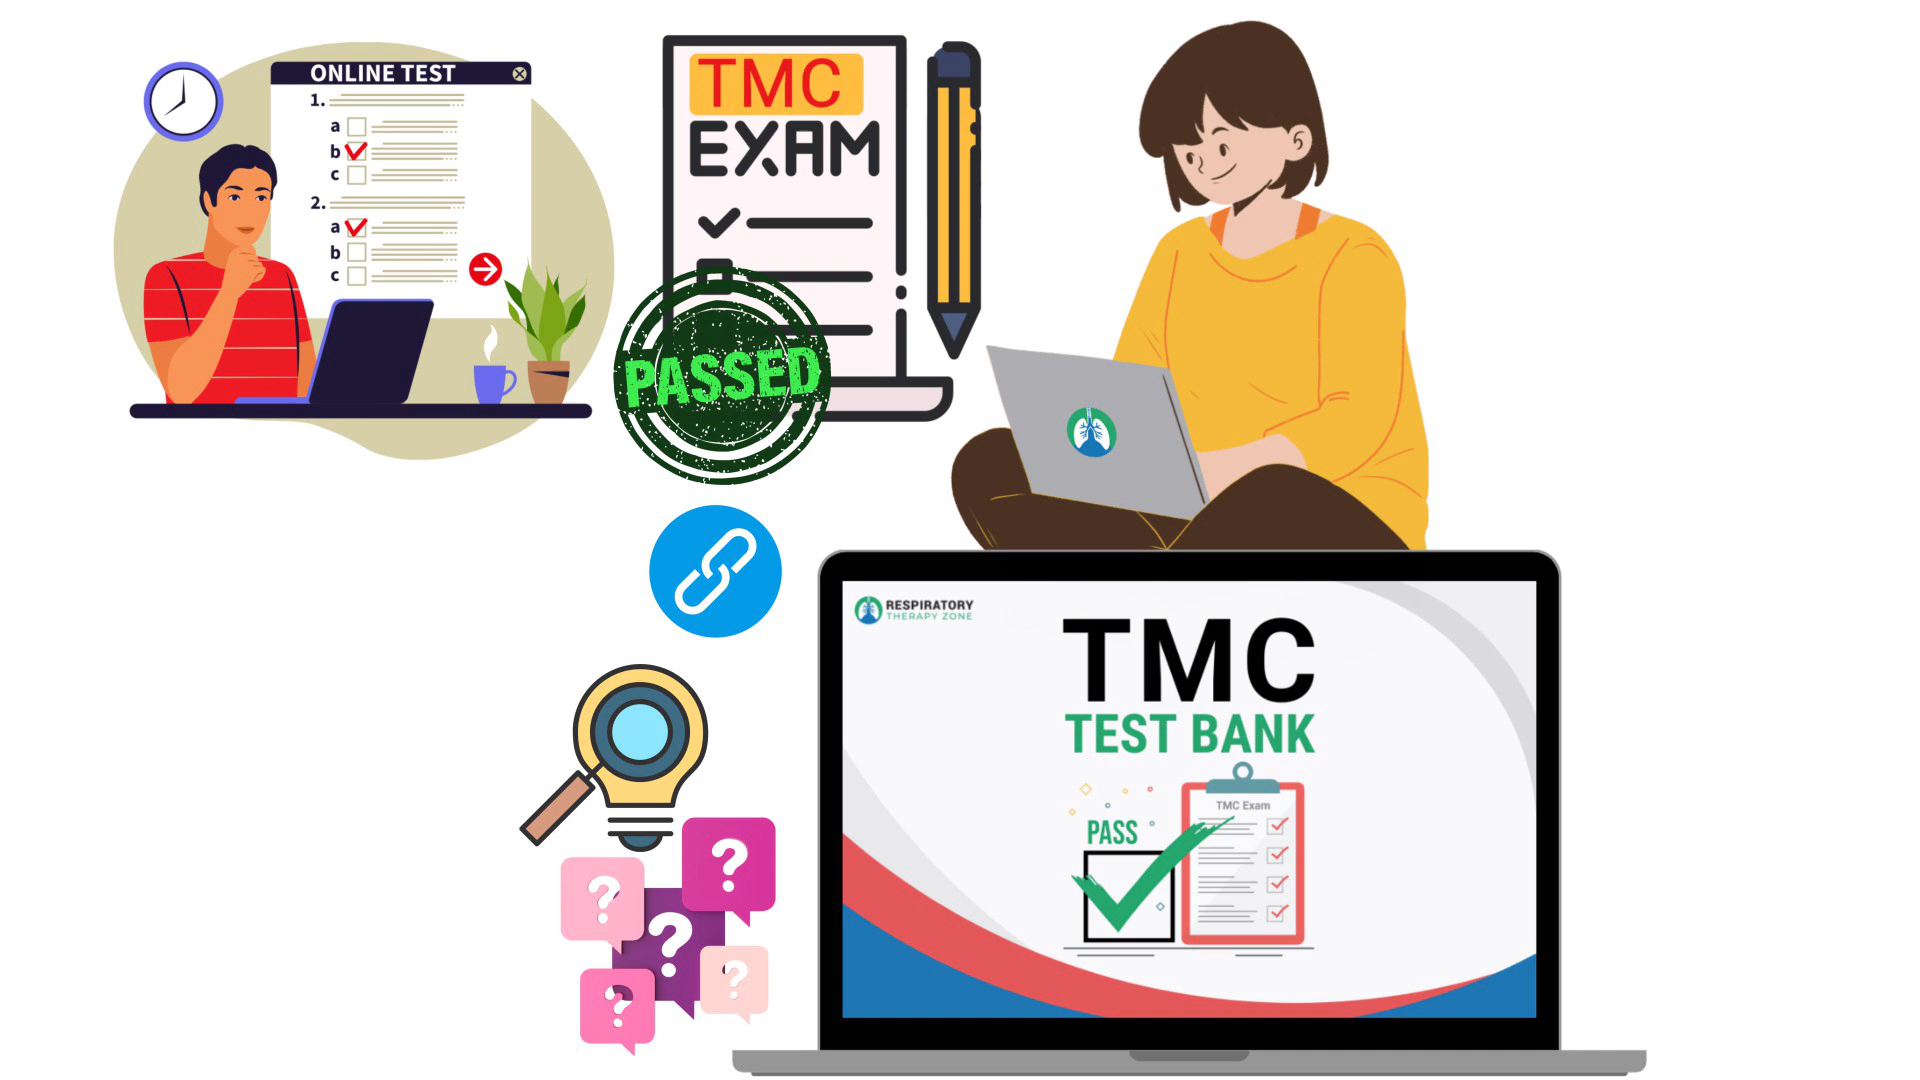 ONLINE TEST
1.
a
b
c
2.
a
b
c
TMC
EXAM
PASSED
RESPIRATORY
THERAPY ZONE
TMC
TEST BANK
TMC Exam
PASS
?
?
?
?
?